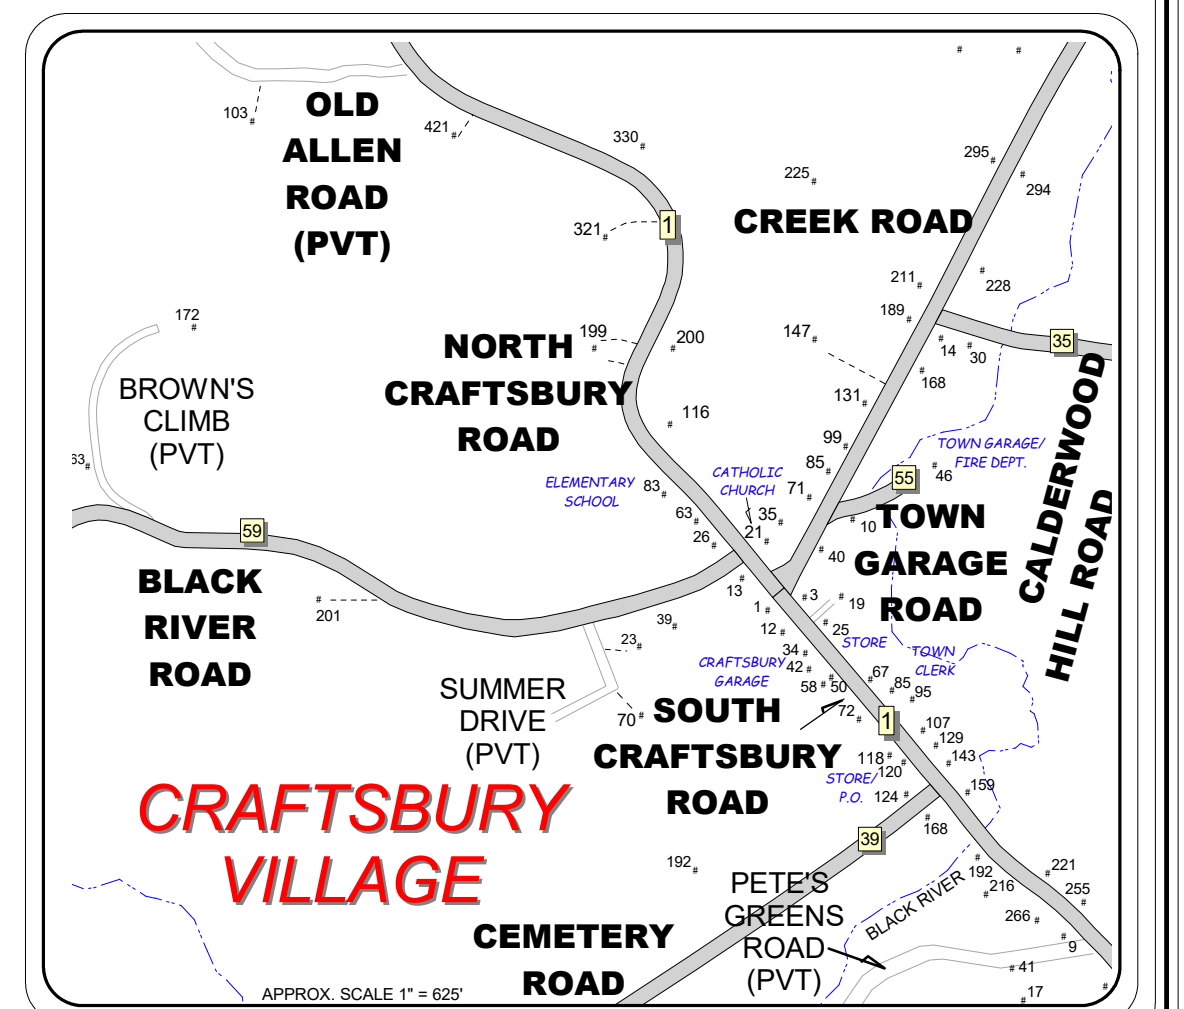 103
OLD
ALLEN
ROAD
(PVT)
421
330
321
1
225
CREEK ROAD
295
294
211
228
189
172
199
200
147
14
30
35
168
131
NORTH
CRAFTSBURY
ROAD
BROWN'S
CLIMB
(PVT)
63
116
99
85
71
CATHOLIC
CHURCH
TOWN GARAGE/
FIRE DEPT.
46
55
ELEMENTARY
SCHOOL
83
63
26
35
21
10
40
TOWN
GARAGE
ROAD
CALDERWOOD
HILL ROAD
59
BLACK
RIVER
ROAD
201
13
1
3
19
12
25
39
23
34
42
58
50
STORE
TOWN
CLERK
CRAFTSBURY
GARAGE
67
85
95
SUMMER
DRIVE
(PVT)
70
SOUTH
CRAFTSBURY
ROAD
72
1
107
129
143
118
120
STORE/
P.O.
124
159
168
CRAFTSBURY
VILLAGE
39
192
192
221
216
255
266
9
PETE'S
GREENS
ROAD
(PVT)
BLACK RIVER
41
17
CEMETERY
ROAD
APPROX. SCALE 1" = 625'